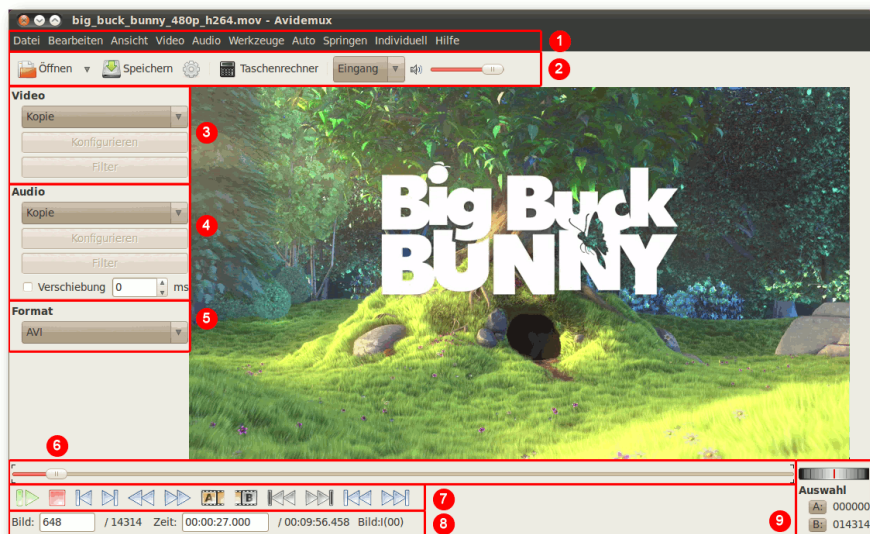 big_buck_bunny_480p_h264.mov - Avidemux
Datei Bearbeiten Ansicht Video Audio Werkzeuge Auto Springen Individuell Hilfe
1
Öffnen Speichern Taschenrechner Eingang
2
Video
Kopie
Konfigurieren
Filter
3
Audio
Kopie
Konfigurieren
Filter
Verschiebung 0 ms
4
Format
AVI
5
Big Buck
BUNNY
6
A B
7
Bild: 648 / 14314 Zeit: 00:00:27.000 / 00:09:56.458 Bild:I(00)
8
Auswahl
A: 000000
B: 014314
9